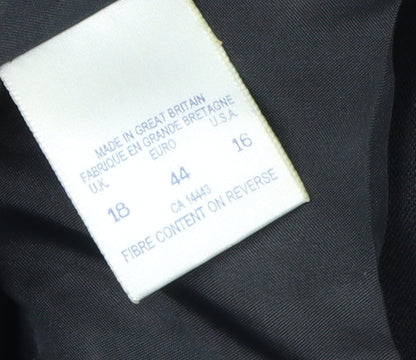 MADE IN GREAT BRITAIN
FABRIQUE EN GRANDE BRETAGNE
U.K. EURO U.S.A.
18 44 16
CA 14443
FIBRE CONTENT ON REVERSE